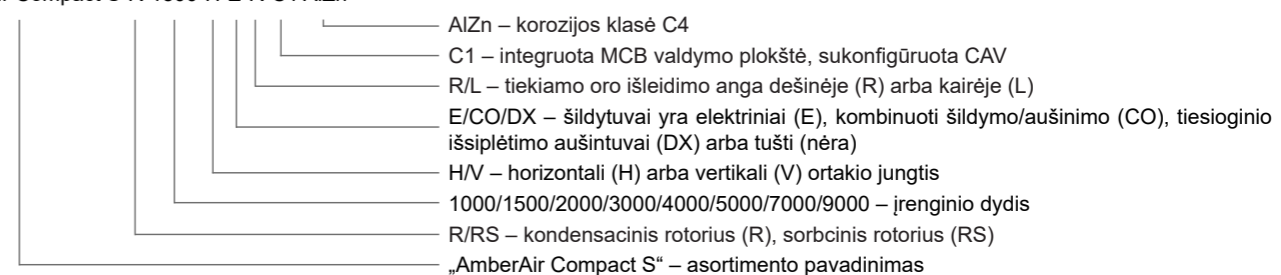 AlZn – korozijos klasė C4
C1 – integruota MCB valdymo plokštė, sukonfigūruota CAV
R/L – tiekiamo oro išleidimo anga dešinėje (R) arba kairėje (L)
E/CO/DX – šildytuvai yra elektriniai (E), kombinuoti šildymo/aušinimo (CO), tiesioginio
išsiplėtimo aušintuvai (DX) arba tušti (nėra)
H/V – horizontali (H) arba vertikali (V) ortakio jungtis
1000/1500/2000/3000/4000/5000/7000/9000 – įrenginio dydis
R/RS – kondensacinis rotorius (R), sorbcinis rotorius (RS)
„AmberAir Compact S“ – asortimento pavadinimas